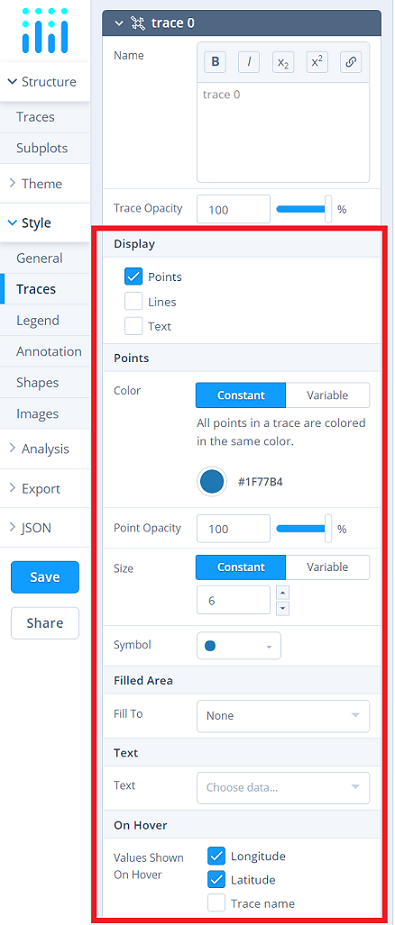 Structure
Traces
Subplots
Theme
Style
General
Traces
Legend
Annotation
Shapes
Images
Analysis
Export
JSON
Save
Share
trace 0
Name
B I x2 x2
trace 0
Trace Opacity 100 %
Display
Points
Lines
Text
Points
Color Constant Variable
All points in a trace are colored
in the same color.
#1F77B4
Point Opacity 100 %
Size Constant Variable
6
Symbol
Filled Area
Fill To None
Text
Text Choose data...
On Hover
Values Shown
On Hover
Longitude
Latitude
Trace name